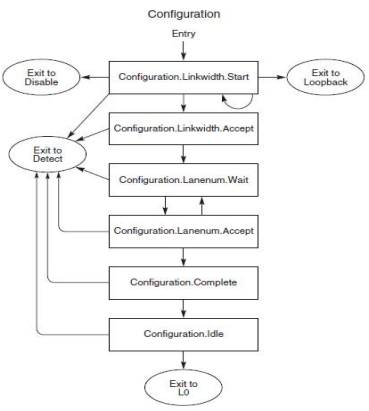 Configuration
Entry
Exit to
Disable
Configuration.Linkwidth.Start
Exit to
Loopback
Configuration.Linkwidth.Accept
Exit to
Detect
Configuration.Lanenum.Wait
Configuration.Lanenum.Accept
Configuration.Complete
Configuration.Idle
Exit to
L0